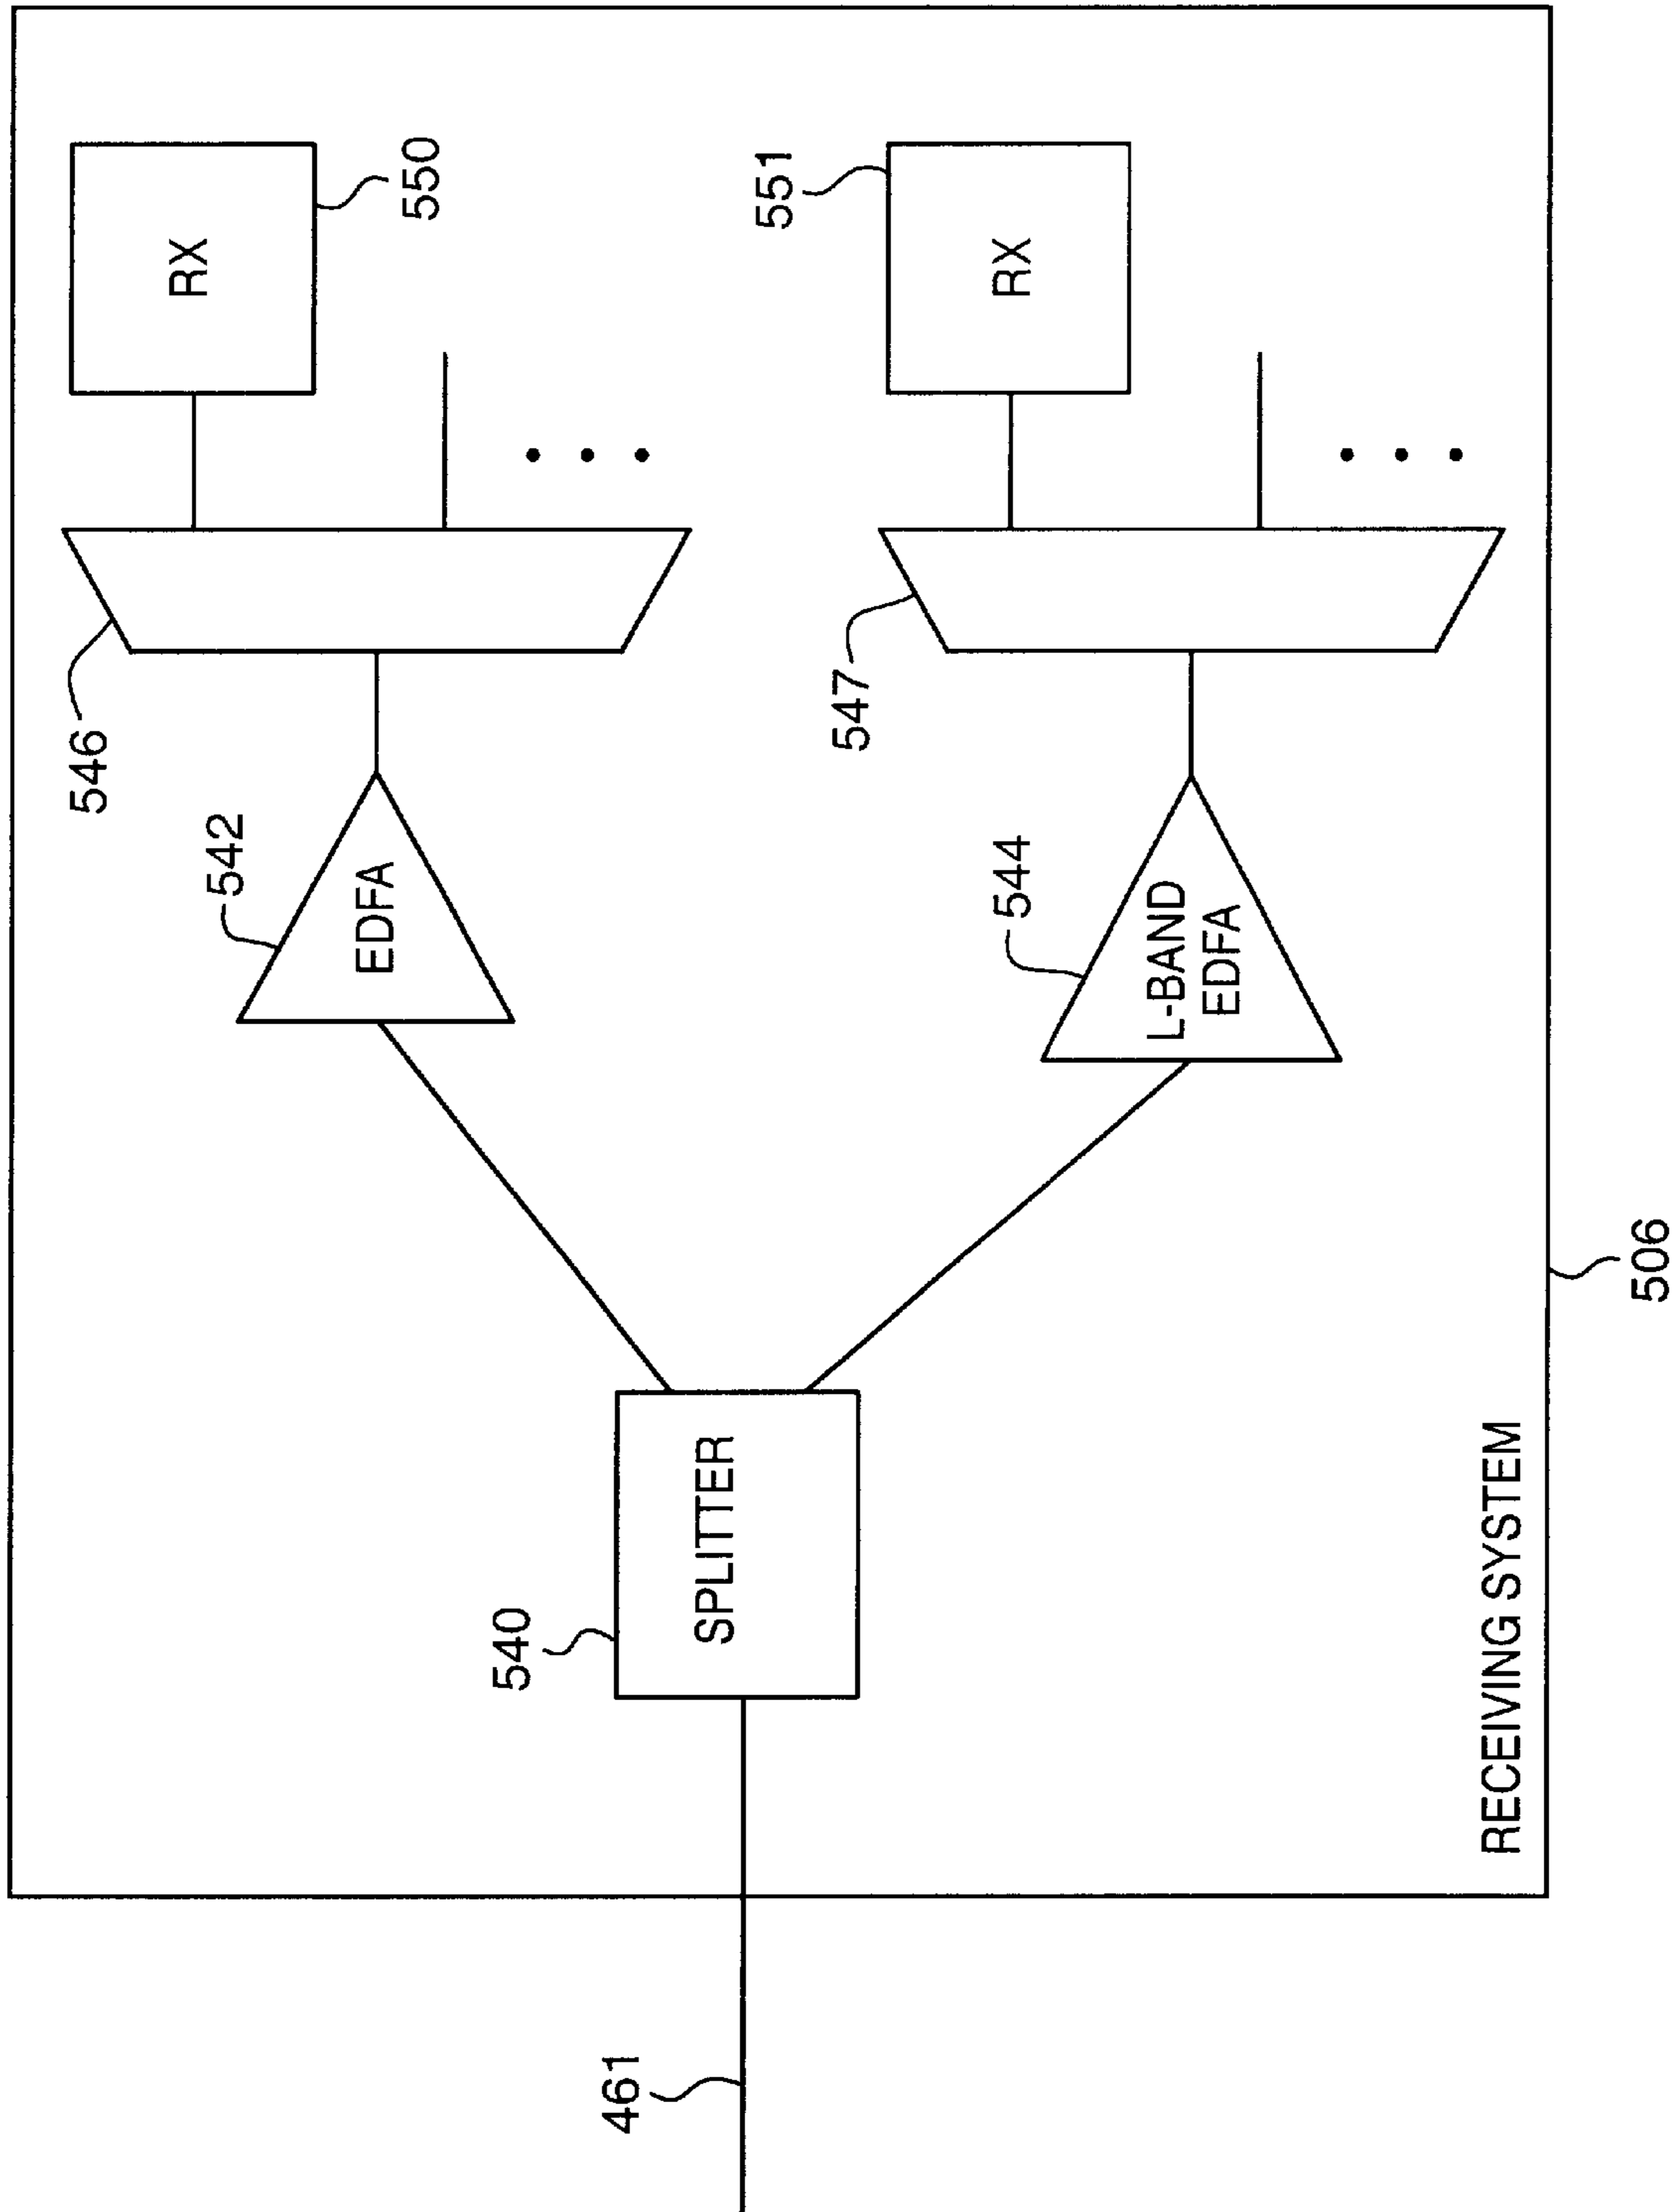 RX
550
546
542
EDFA
RX
551
547
544
L-BAND
EDFA
540
SPLITTER
461
RECEIVING SYSTEM
506